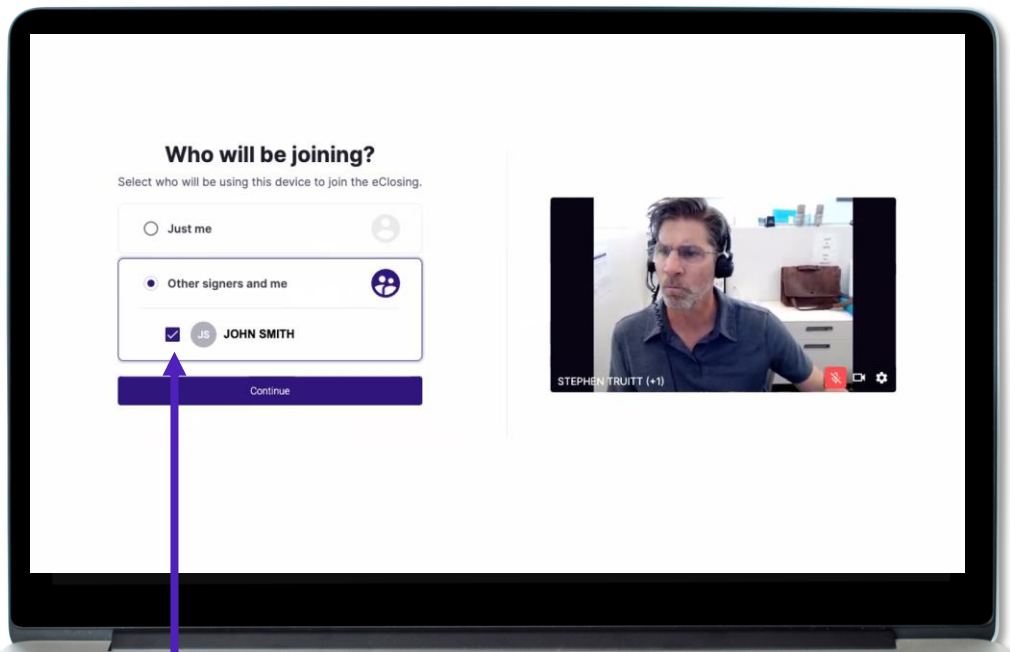 Who will be joining?
Select who will be using this device to join the eClosing.
Just me
Other signers and me
JS JOHN SMITH
Continue
STEPHEN TRUITT (+1)